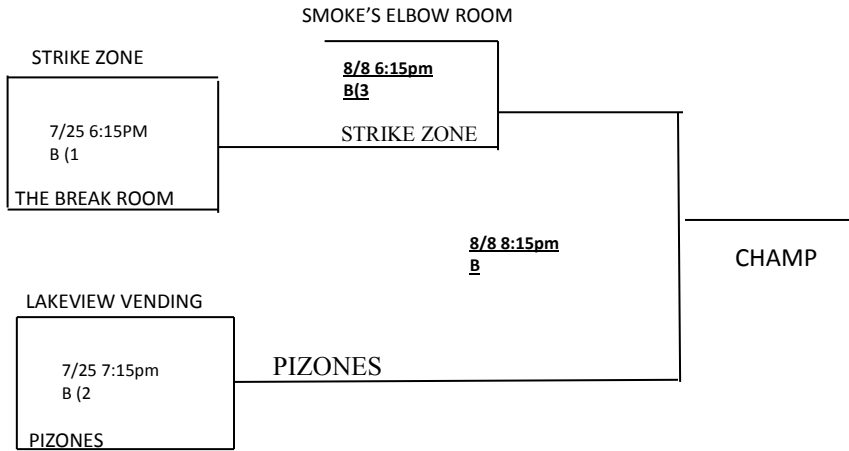 SMOKE'S ELBOW ROOM
STRIKE ZONE
8/8 6:15pm
B(3
7/25 6:15PM
B (1
STRIKE ZONE
THE BREAK ROOM
8/8 8:15pm
B
CHAMP
LAKEVIEW VENDING
7/25 7:15pm
B (2
PIZONES
PIZONES